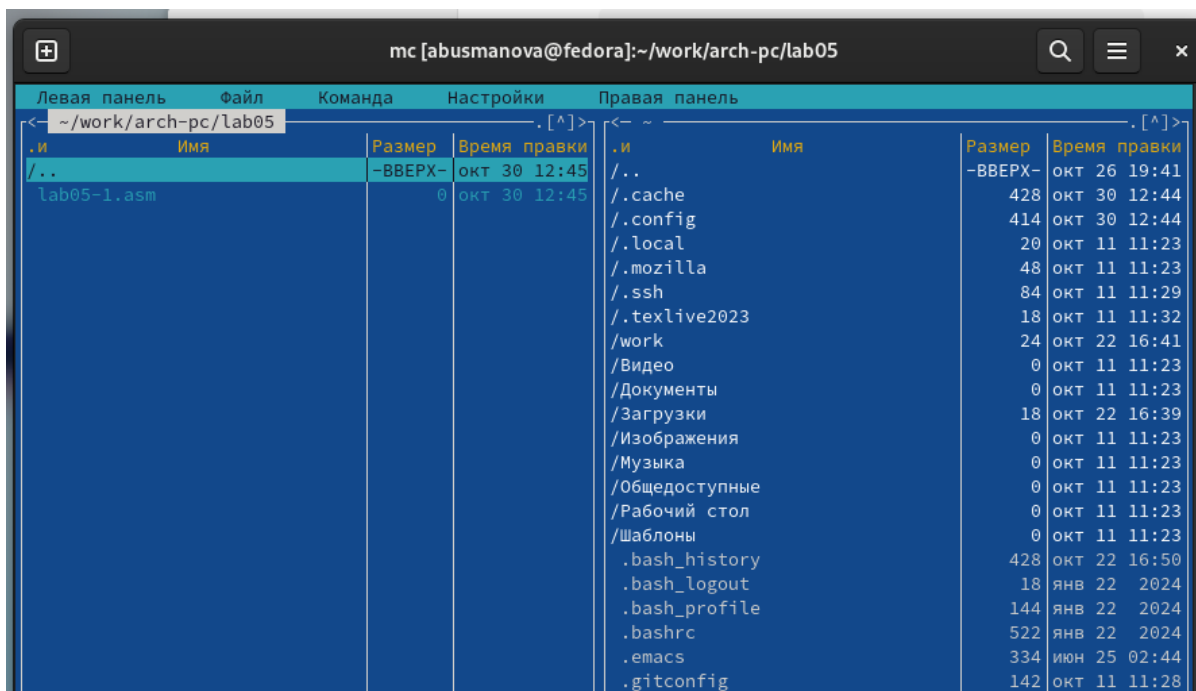 mc [abusmanova@fedora]:~/work/arch-pc/lab05
Левая панель Файл Команда Настройки Правая панель
<— ~/work/arch-pc/lab05 .[^]>
.и Имя Размер Время правки
/.. -ВВЕРХ- окт 30 12:45
lab05-1.asm 0 окт 30 12:45
<— ~ .[^]>
.и Имя Размер Время правки
/.. -ВВЕРХ- окт 26 19:41
/.cache 428 окт 30 12:44
/.config 414 окт 30 12:44
/.local 20 окт 11 11:23
/.mozilla 48 окт 11 11:23
/.ssh 84 окт 11 11:29
/.texlive2023 18 окт 11 11:32
/work 24 окт 22 16:41
/Видео 0 окт 11 11:23
/Документы 0 окт 11 11:23
/Загрузки 18 окт 22 16:39
/Изображения 0 окт 11 11:23
/Музыка 0 окт 11 11:23
/Общедоступные 0 окт 11 11:23
/Рабочий стол 0 окт 11 11:23
/Шаблоны 0 окт 11 11:23
.bash_history 428 окт 22 16:50
.bash_logout 18 янв 22 2024
.bash_profile 144 янв 22 2024
.bashrc 522 янв 22 2024
.emacs 334 июн 25 02:44
.gitconfig 142 окт 11 11:28